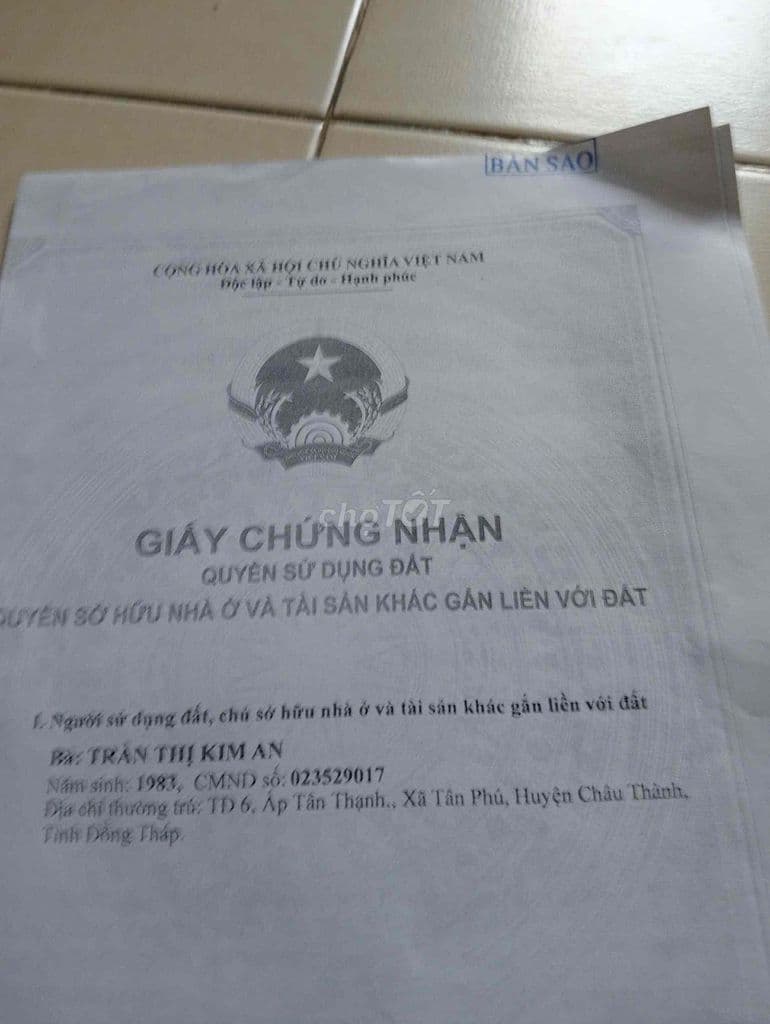 BẢN SAO
CỘNG HÒA XÃ HỘI CHỦ NGHĨA VIỆT NAM
Độc lập - Tự do - Hạnh phúc
VIỆT NAM
chợTỐT
GIẤY CHỨNG NHẬN
QUYỀN SỬ DỤNG ĐẤT
QUYỀN SỞ HỮU NHÀ Ở VÀ TÀI SẢN KHÁC GẮN LIỀN VỚI ĐẤT
I. Người sử dụng đất, chủ sở hữu nhà ở và tài sản khác gắn liền với đất
Bà: TRẦN THỊ KIM AN
Năm sinh: 1983, CMND số: 023529017
Địa chỉ thường trú: TD 6, Ấp Tân Thạnh., Xã Tân Phú, Huyện Châu Thành,
Tỉnh Đồng Tháp.